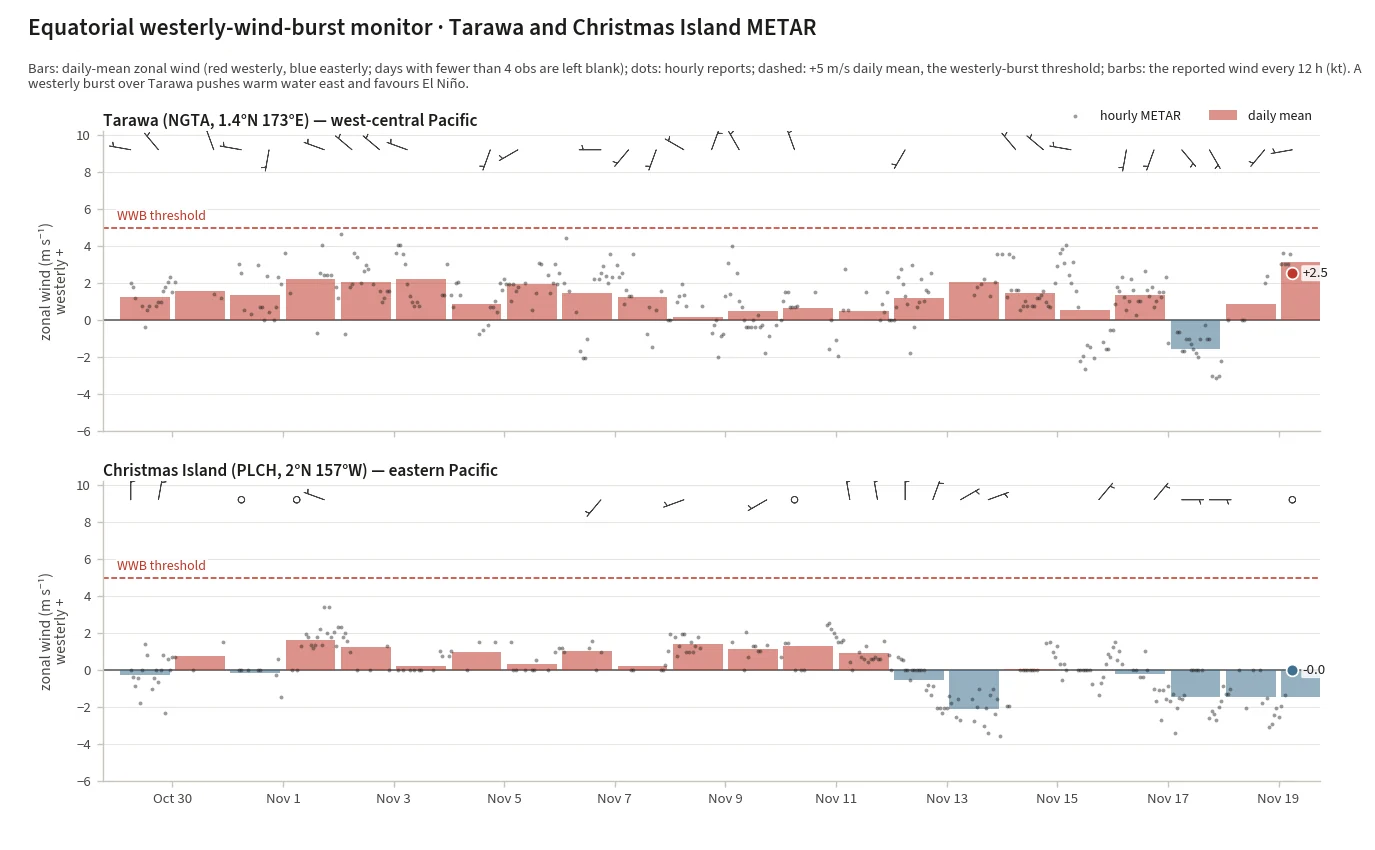 Equatorial westerly-wind-burst monitor · Tarawa and Christmas Island METAR
Bars: daily-mean zonal wind (red westerly, blue easterly; days with fewer than 4 obs are left blank); dots: hourly reports; dashed: +5 m/s daily mean, the westerly-burst threshold; barbs: the reported wind every 12 h (kt). A
westerly burst over Tarawa pushes warm water east and favours El Niño.
Tarawa (NGTA, 1.4°N 173°E) — west-central Pacific
hourly METAR
daily mean
10
8
6
4
2
0
−2
−4
−6
zonal wind (m s⁻¹)
westerly +
WWB threshold
+2.5
Christmas Island (PLCH, 2°N 157°W) — eastern Pacific
10
8
6
4
2
0
−2
−4
−6
zonal wind (m s⁻¹)
westerly +
WWB threshold
-0.0
Oct 30
Nov 1
Nov 3
Nov 5
Nov 7
Nov 9
Nov 11
Nov 13
Nov 15
Nov 17
Nov 19